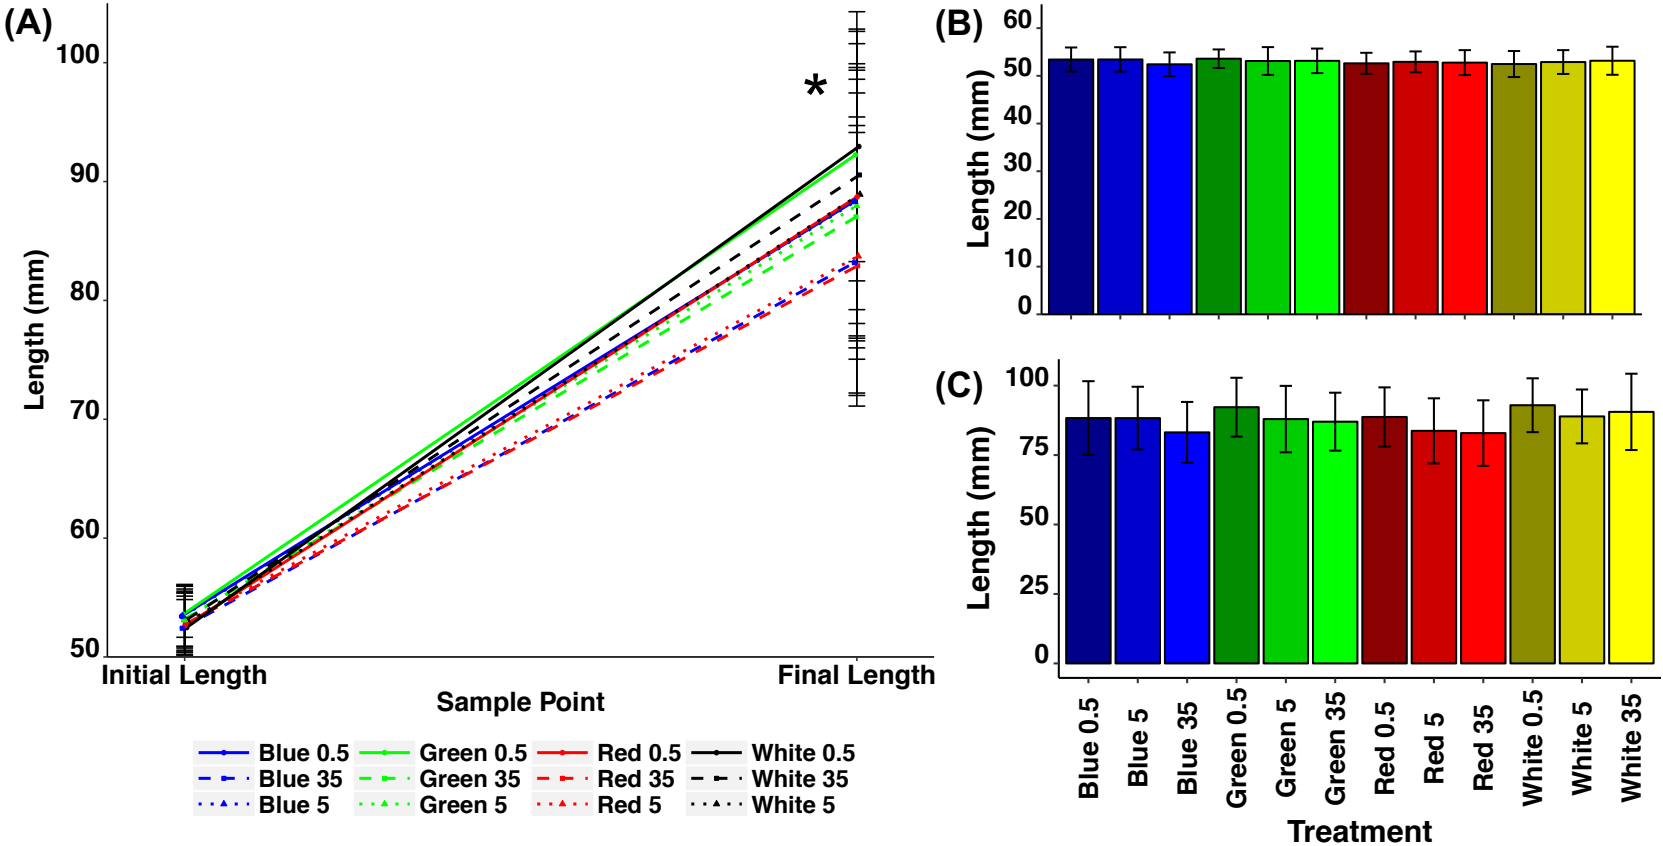 (A)
Length (mm)
100
90
80
70
60
50
*
Initial Length
Final Length
Sample Point
Blue 0.5 Green 0.5 Red 0.5 White 0.5
Blue 35 Green 35 Red 35 White 35
Blue 5 Green 5 Red 5 White 5
(B)
Length (mm)
60
50
40
30
20
10
0
(C)
Length (mm)
100
75
50
25
0
Blue 0.5
Blue 5
Blue 35
Green 0.5
Green 5
Green 35
Red 0.5
Red 5
Red 35
White 0.5
White 5
White 35
Treatment